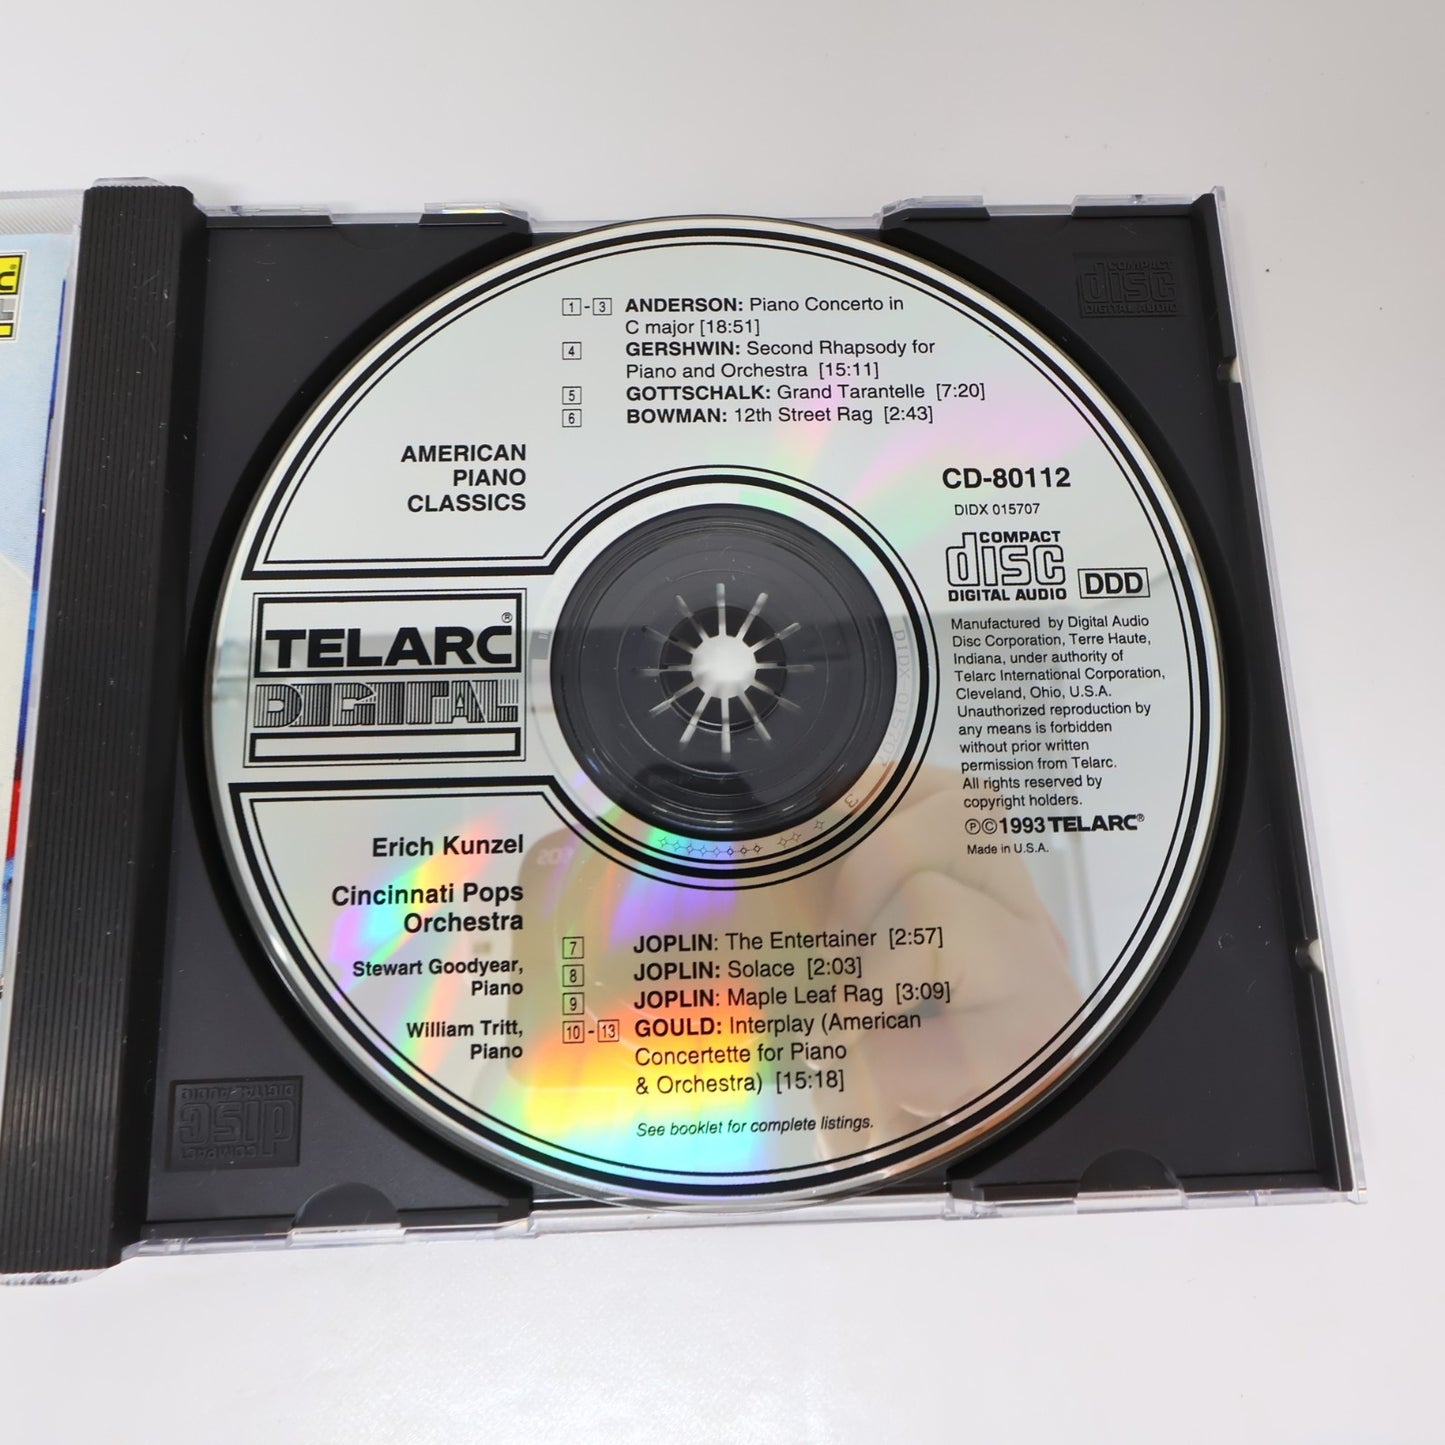 1 - 3 ANDERSON: Piano Concerto in
C major [18:51]
4 GERSHWIN: Second Rhapsody for
Piano and Orchestra [15:11]
5 GOTTSCHALK: Grand Tarantelle [7:20]
6 BOWMAN: 12th Street Rag [2:43]
AMERICAN
PIANO
CLASSICS
CD-80112
DIDX 015707
COMPACT
disc
DIGITAL AUDIO
DDD
TELARC®
DIGITAL
Manufactured by Digital Audio
Disc Corporation, Terre Haute,
Indiana, under authority of
Telarc International Corporation,
Cleveland, Ohio, U.S.A.
Unauthorized reproduction by
any means is forbidden
without prior written
permission from Telarc.
All rights reserved by
copyright holders.
℗©1993 TELARC®
Made in U.S.A.
Erich Kunzel
Cincinnati Pops
Orchestra
Stewart Goodyear,
Piano
William Tritt,
Piano
7 JOPLIN: The Entertainer [2:57]
8 JOPLIN: Solace [2:03]
9 JOPLIN: Maple Leaf Rag [3:09]
10 - 13 GOULD: Interplay (American
Concertette for Piano
& Orchestra) [15:18]
See booklet for complete listings.
COMPACT
disc
DIGITAL AUDIO
COMPACT
disc
DIGITAL AUDIO
DIDX-015707
3